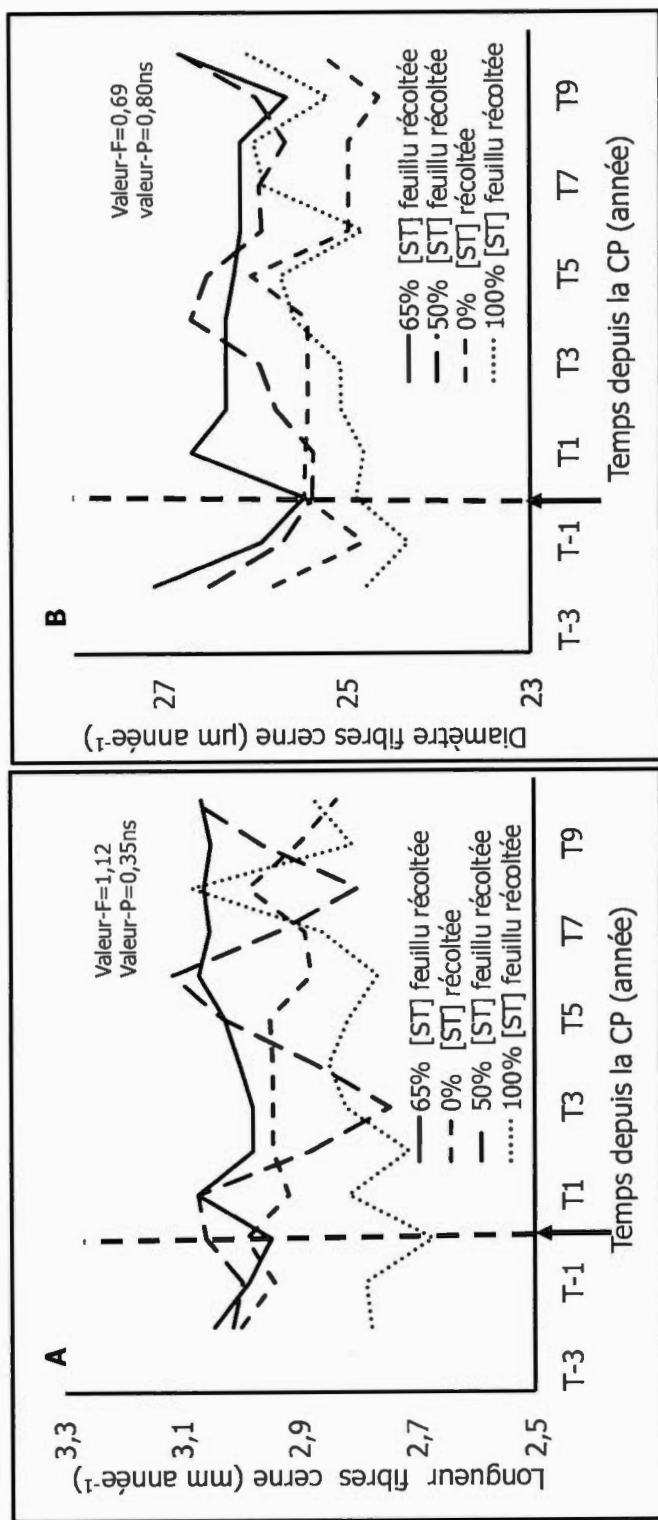 A
Valeur-F=1,12
Valeur-P=0,35ns
Longueur fibres cerne (mm année⁻¹)
3,3
3,1
2,9
2,7
2,5
65% [ST] feuillu récoltée
0% [ST] récoltée
50% [ST] feuillu récoltée
100% [ST] feuillu récoltée
T-3 T-1 T1 T3 T5 T7 T9
Temps depuis la CP (année)
B
Valeur-F=0,69
valeur-P=0,80ns
Diamètre fibres cerne (µm année⁻¹)
27
25
23
65% [ST] feuillu récoltée
50% [ST] feuillu récoltée
0% [ST] récoltée
100% [ST] feuillu récoltée
T-3 T-1 T1 T3 T5 T7 T9
Temps depuis la CP (année)